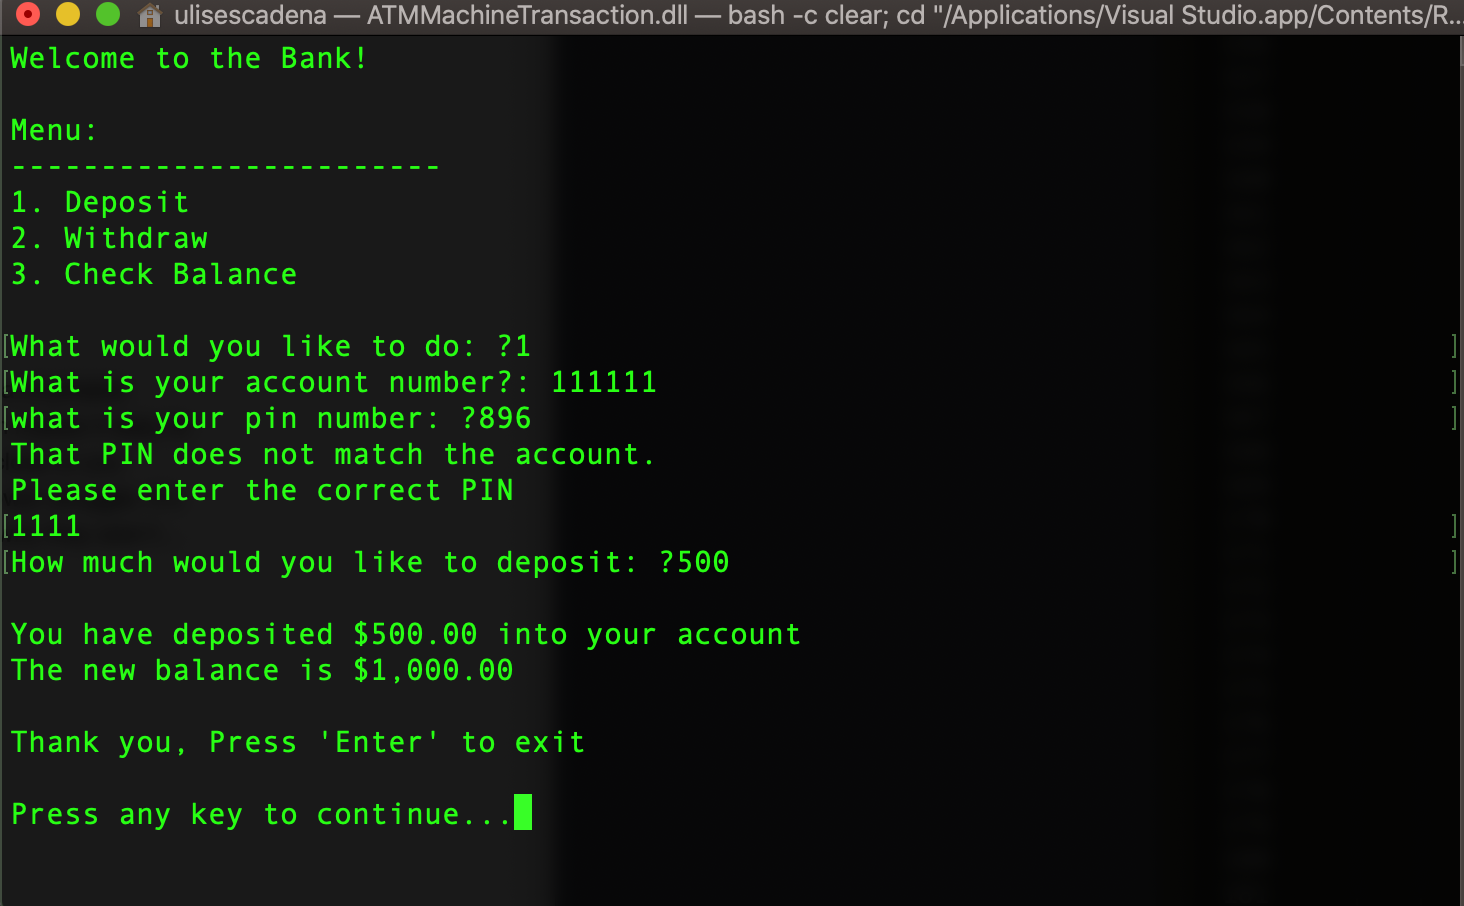 ulisescadena — ATMMachineTransaction.dll — bash -c clear; cd "/Applications/Visual Studio.app/Contents/R...
Welcome to the Bank!
Menu:
------------------------
1. Deposit
2. Withdraw
3. Check Balance
[What would you like to do: ?1 ]
[What is your account number?: 111111 ]
[what is your pin number: ?896 ]
That PIN does not match the account.
Please enter the correct PIN
[1111 ]
[How much would you like to deposit: ?500 ]
You have deposited $500.00 into your account
The new balance is $1,000.00
Thank you, Press 'Enter' to exit
Press any key to continue...